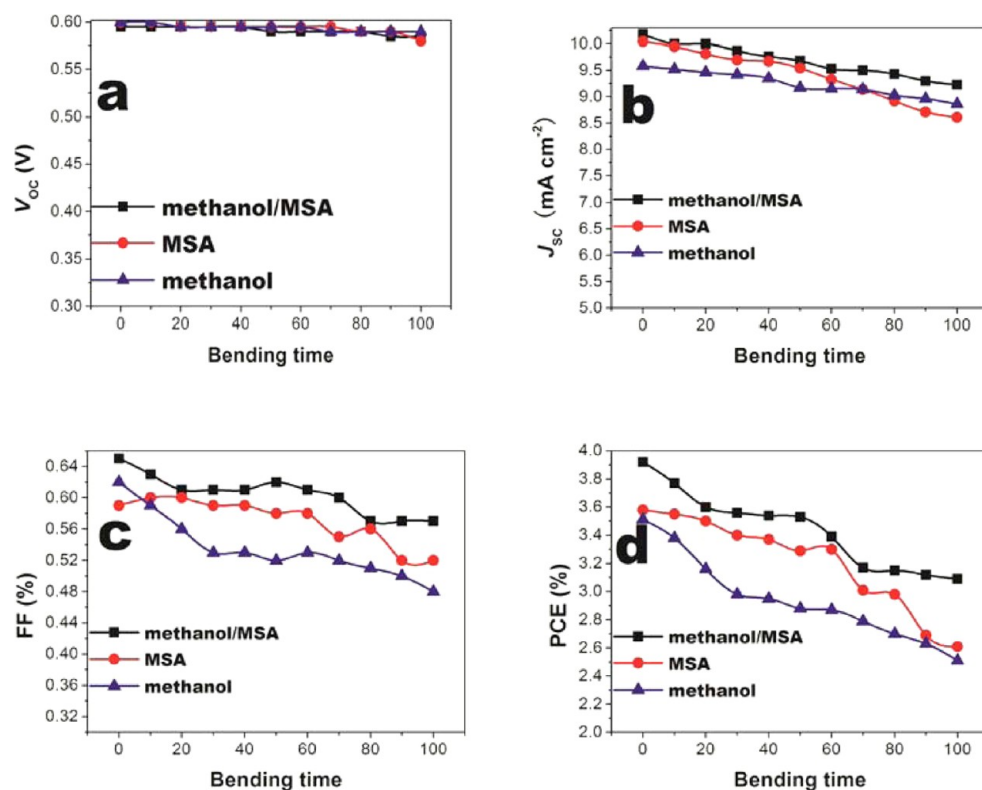 0.60
0.55
0.50
0.45
0.40
0.35
0.30
V_OC (V)
a
methanol/MSA
MSA
methanol
0 20 40 60 80 100
Bending time
10.0
9.5
9.0
8.5
8.0
7.5
7.0
6.5
6.0
5.5
5.0
J_SC (mA cm⁻²)
b
methanol/MSA
MSA
methanol
0 20 40 60 80 100
Bending time
0.64
0.60
0.56
0.52
0.48
0.44
0.40
0.36
0.32
FF (%)
c
methanol/MSA
MSA
methanol
0 20 40 60 80 100
Bending time
4.0
3.8
3.6
3.4
3.2
3.0
2.8
2.6
2.4
2.2
2.0
PCE (%)
d
methanol/MSA
MSA
methanol
0 20 40 60 80 100
Bending time